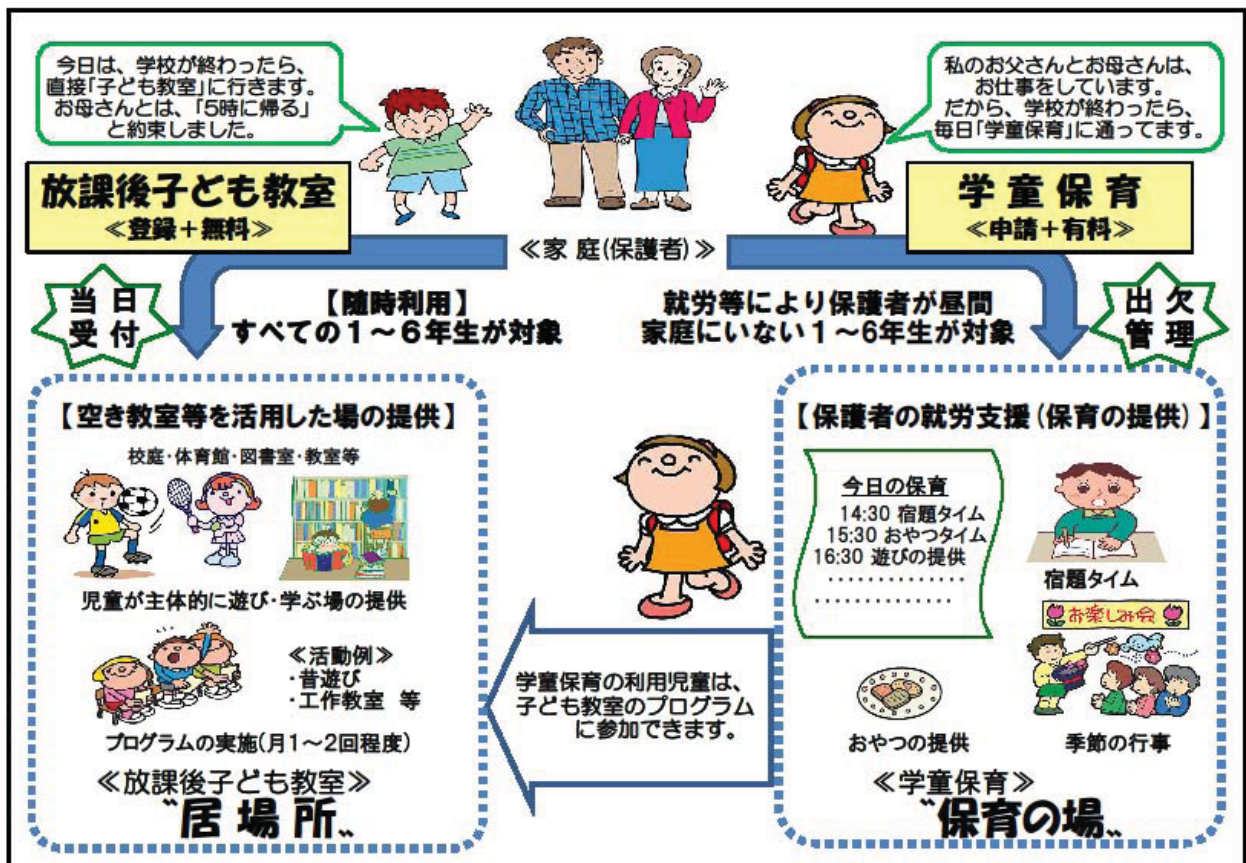 今日は、学校が終わったら、
直接「子ども教室」に行きます。
お母さんとは、「5時に帰る」
と約束しました。
私のお父さんとお母さんは、
お仕事をしています。
だから、学校が終わったら、
毎日「学童保育」に通ってます。
放課後子ども教室
≪登録＋無料≫
学童保育
≪申請＋有料≫
≪家 庭(保護者)≫
当日
受付
【随時利用】
すべての1～6年生が対象
就労等により保護者が昼間
家庭にいない1～6年生が対象
出欠
管理
【空き教室等を活用した場の提供】
校庭・体育館・図書室・教室等
児童が主体的に遊び・学ぶ場の提供
≪活動例≫
・昔遊び
・工作教室 等
プログラムの実施(月1～2回程度)
≪放課後子ども教室≫
〝居場所〟
学童保育の利用児童は、
子ども教室のプログラム
に参加できます。
【保護者の就労支援(保育の提供)】
今日の保育
14:30 宿題タイム
15:30 おやつタイム
16:30 遊びの提供
・・・・・・・・・・・・・・
・・・・・・・・・・・・・・
宿題タイム
お楽しみ会
おやつの提供
季節の行事
≪学童保育≫
〝保育の場〟